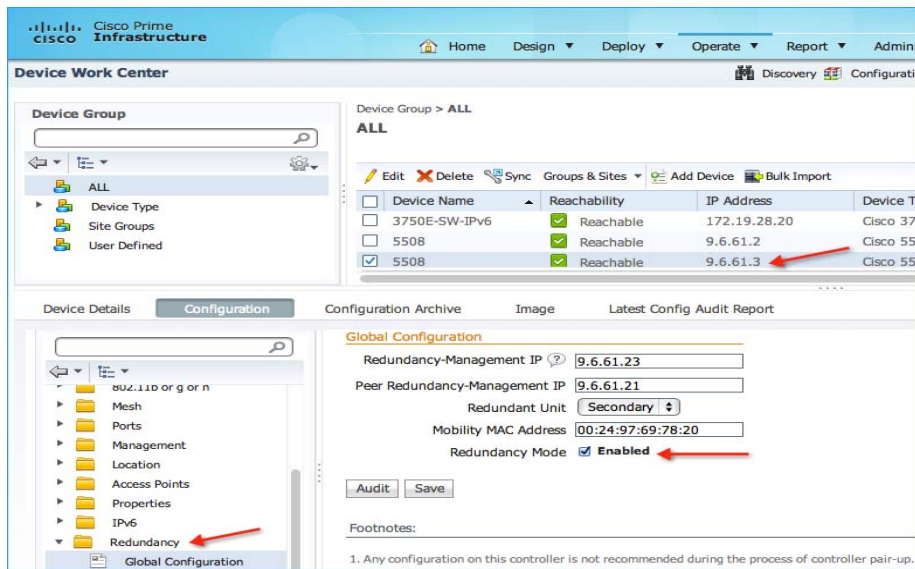 Cisco Prime
CISCO Infrastructure
Home Design Deploy Operate Report Admin
Device Work Center
Discovery Configurati
Device Group
ALL
Device Type
Site Groups
User Defined
Device Group > ALL
ALL
Edit Delete Sync Groups & Sites Add Device Bulk Import
Device Name Reachability IP Address Device T
3750E-SW-IPv6 Reachable 172.19.28.20 Cisco 37
5508 Reachable 9.6.61.2 Cisco 55
5508 Reachable 9.6.61.3 Cisco 55
Device Details Configuration Configuration Archive Image Latest Config Audit Report
802.11b or g or n
Mesh
Ports
Management
Location
Access Points
Properties
IPv6
Redundancy
Global Configuration
Global Configuration
Redundancy-Management IP ? 9.6.61.23
Peer Redundancy-Management IP 9.6.61.21
Redundant Unit Secondary
Mobility MAC Address 00:24:97:69:78:20
Redundancy Mode Enabled
Audit Save
Footnotes:
1. Any configuration on this controller is not recommended during the process of controller pair-up.